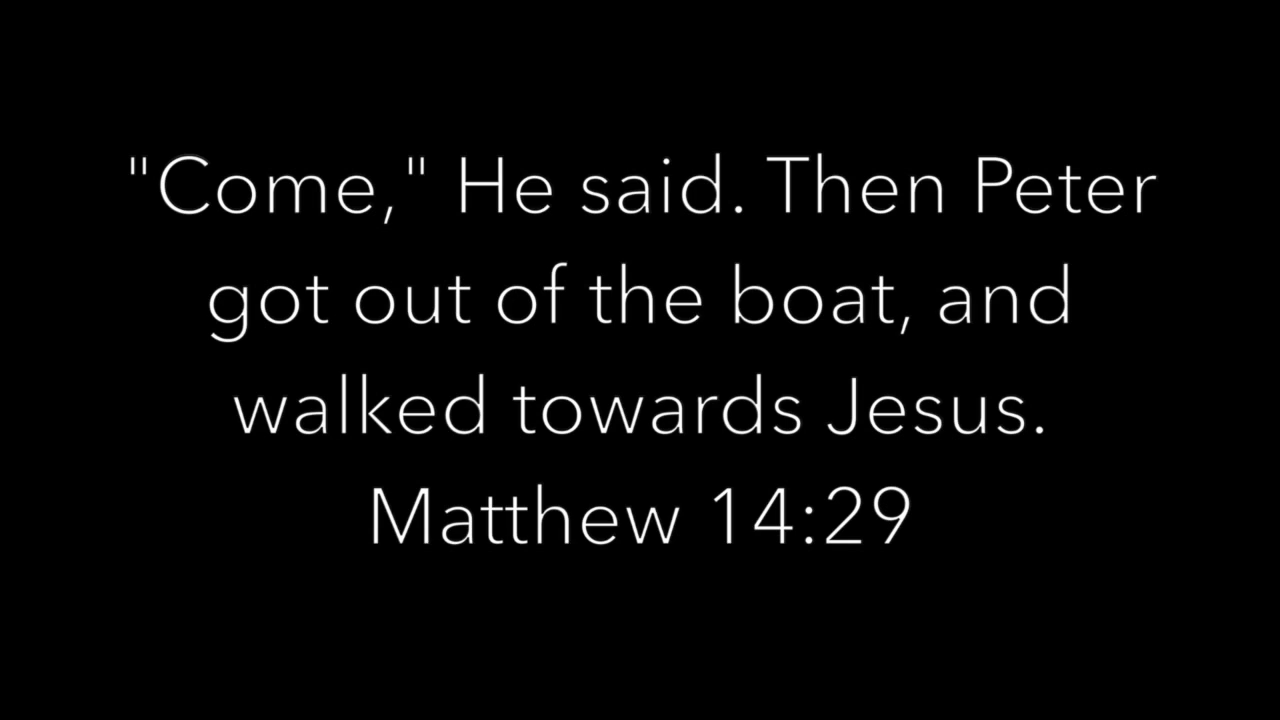 "Come," He said. Then Peter
got out of the boat, and
walked towards Jesus.
Matthew 14:29